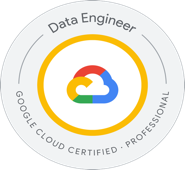 Data Engineer
GOOGLE CLOUD CERTIFIED · PROFESSIONAL